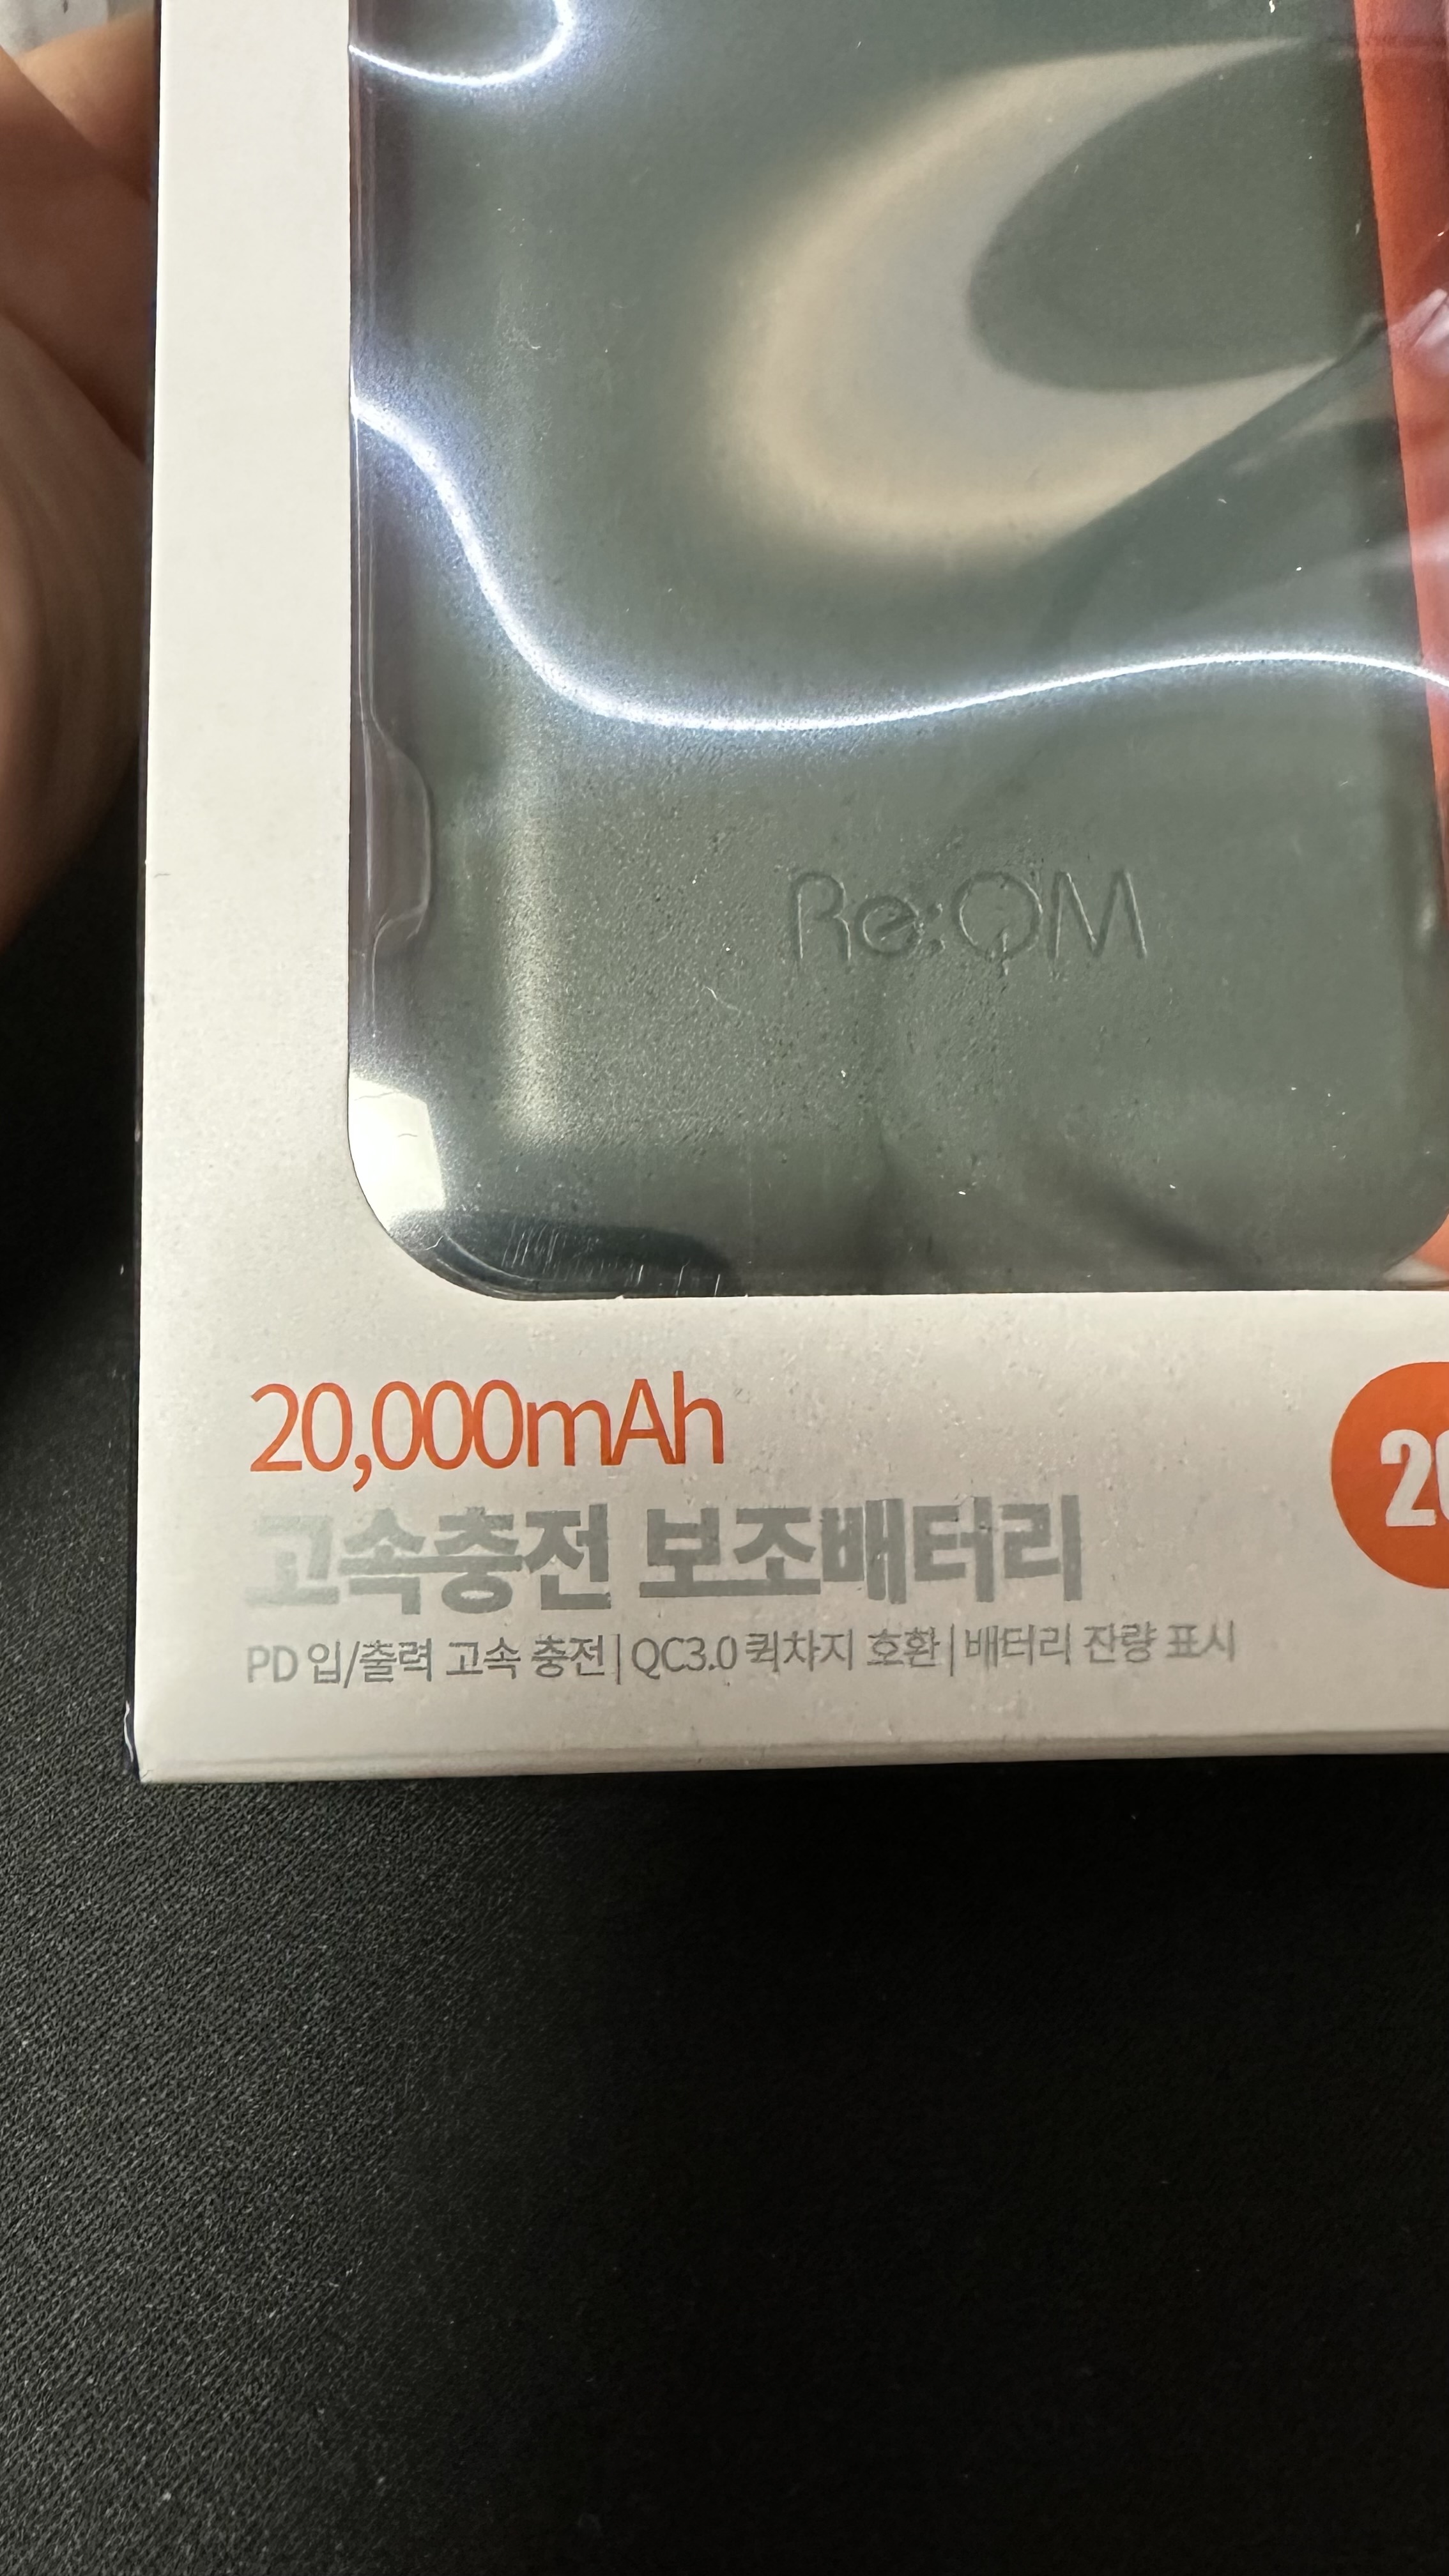 Re:QM
20,000mAh
고속충전 보조배터리
PD 입/출력 고속 충전 | QC3.0 퀵차지 호환 | 배터리 잔량 표시